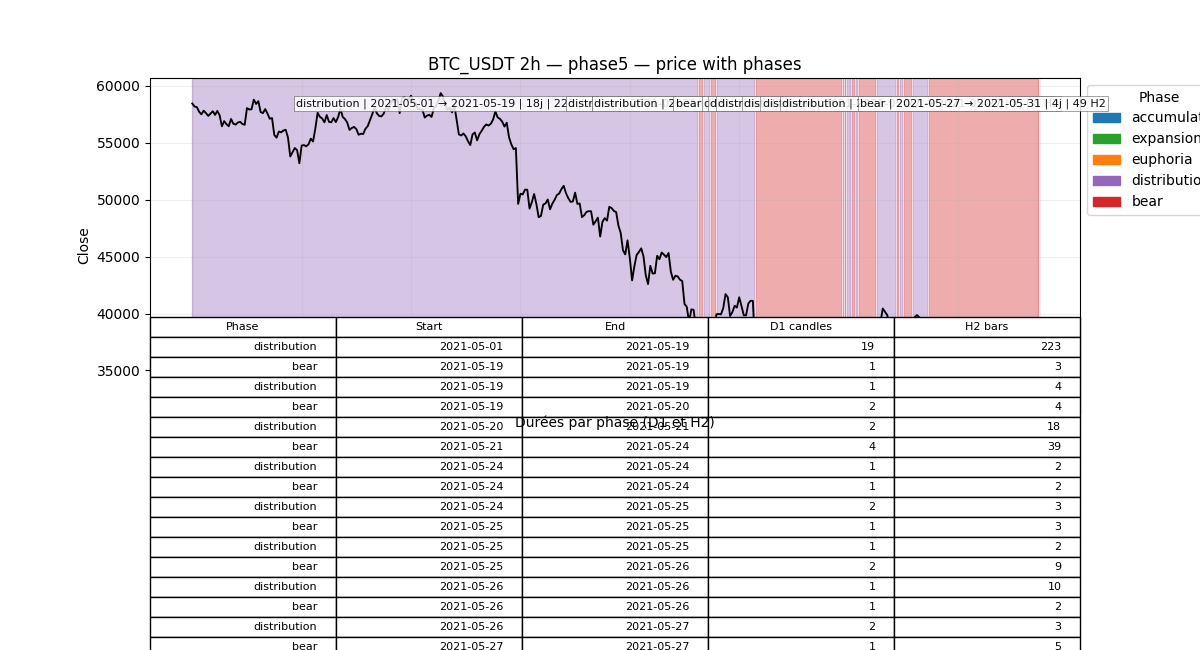 BTC_USDT 2h — phase5 — price with phases
60000
55000
50000
45000
40000
35000
Close
distribution | 2021-05-01 → 2021-05-19 | 18j | 22
distribution | 2
bear
distribution |
bear | 2021-05-27 → 2021-05-31 | 4j | 49 H2
Phase
accumulat
expansion
euphoria
distributio
bear
Phase Start End D1 candles H2 bars
distribution 2021-05-01 2021-05-19 19 223
bear 2021-05-19 2021-05-19 1 3
distribution 2021-05-19 2021-05-19 1 4
bear 2021-05-19 2021-05-20 2 4
Durées par phase (D1 et H2)
distribution 2021-05-20 2021-05-21 2 18
bear 2021-05-21 2021-05-24 4 39
distribution 2021-05-24 2021-05-24 1 2
bear 2021-05-24 2021-05-24 1 2
distribution 2021-05-24 2021-05-25 2 3
bear 2021-05-25 2021-05-25 1 3
distribution 2021-05-25 2021-05-25 1 2
bear 2021-05-25 2021-05-26 2 9
distribution 2021-05-26 2021-05-26 1 10
bear 2021-05-26 2021-05-26 1 2
distribution 2021-05-26 2021-05-27 2 3
bear 2021-05-27 2021-05-27 1 5